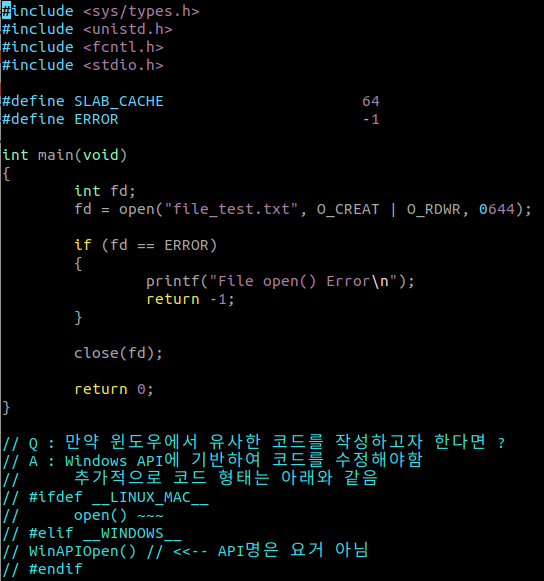 #include <sys/types.h>
#include <unistd.h>
#include <fcntl.h>
#include <stdio.h>

#define SLAB_CACHE                      64
#define ERROR                           -1

int main(void)
{
        int fd;
        fd = open("file_test.txt", O_CREAT | O_RDWR, 0644);

        if (fd == ERROR)
        {
                printf("File open() Error\n");
                return -1;
        }

        close(fd);

        return 0;
}

// Q : 만약 윈도우에서 유사한 코드를 작성하고자 한다면 ?
// A : Windows API에 기반하여 코드를 수정해야함
//      추가적으로 코드 형태는 아래와 같음
// #ifdef __LINUX_MAC__
//      open() ~~~
// #elif __WINDOWS__
// WinAPIOpen() // <<-- API명은 요거 아님
// #endif